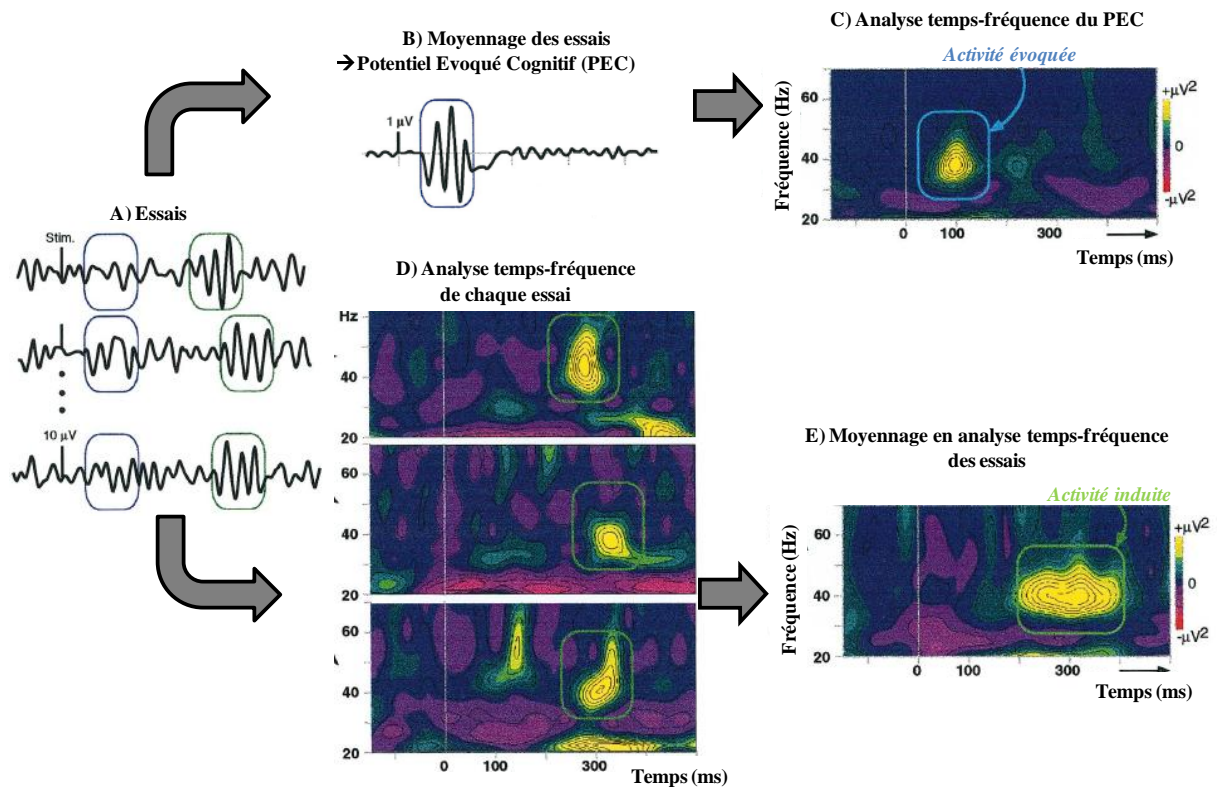 A) Essais
Stim.
10 µV
B) Moyennage des essais
→Potentiel Evoqué Cognitif (PEC)
1 µV
C) Analyse temps-fréquence du PEC
Activité évoquée
Fréquence (Hz)
60
40
20
0
100
300
Temps (ms)
+µV2
0
-µV2
D) Analyse temps-fréquence
de chaque essai
Hz
40
20
60
40
20
60
40
20
0
100
300
Temps (ms)
E) Moyennage en analyse temps-fréquence
des essais
Activité induite
Fréquence (Hz)
60
40
20
0
100
300
Temps (ms)
+µV2
0
-µV2